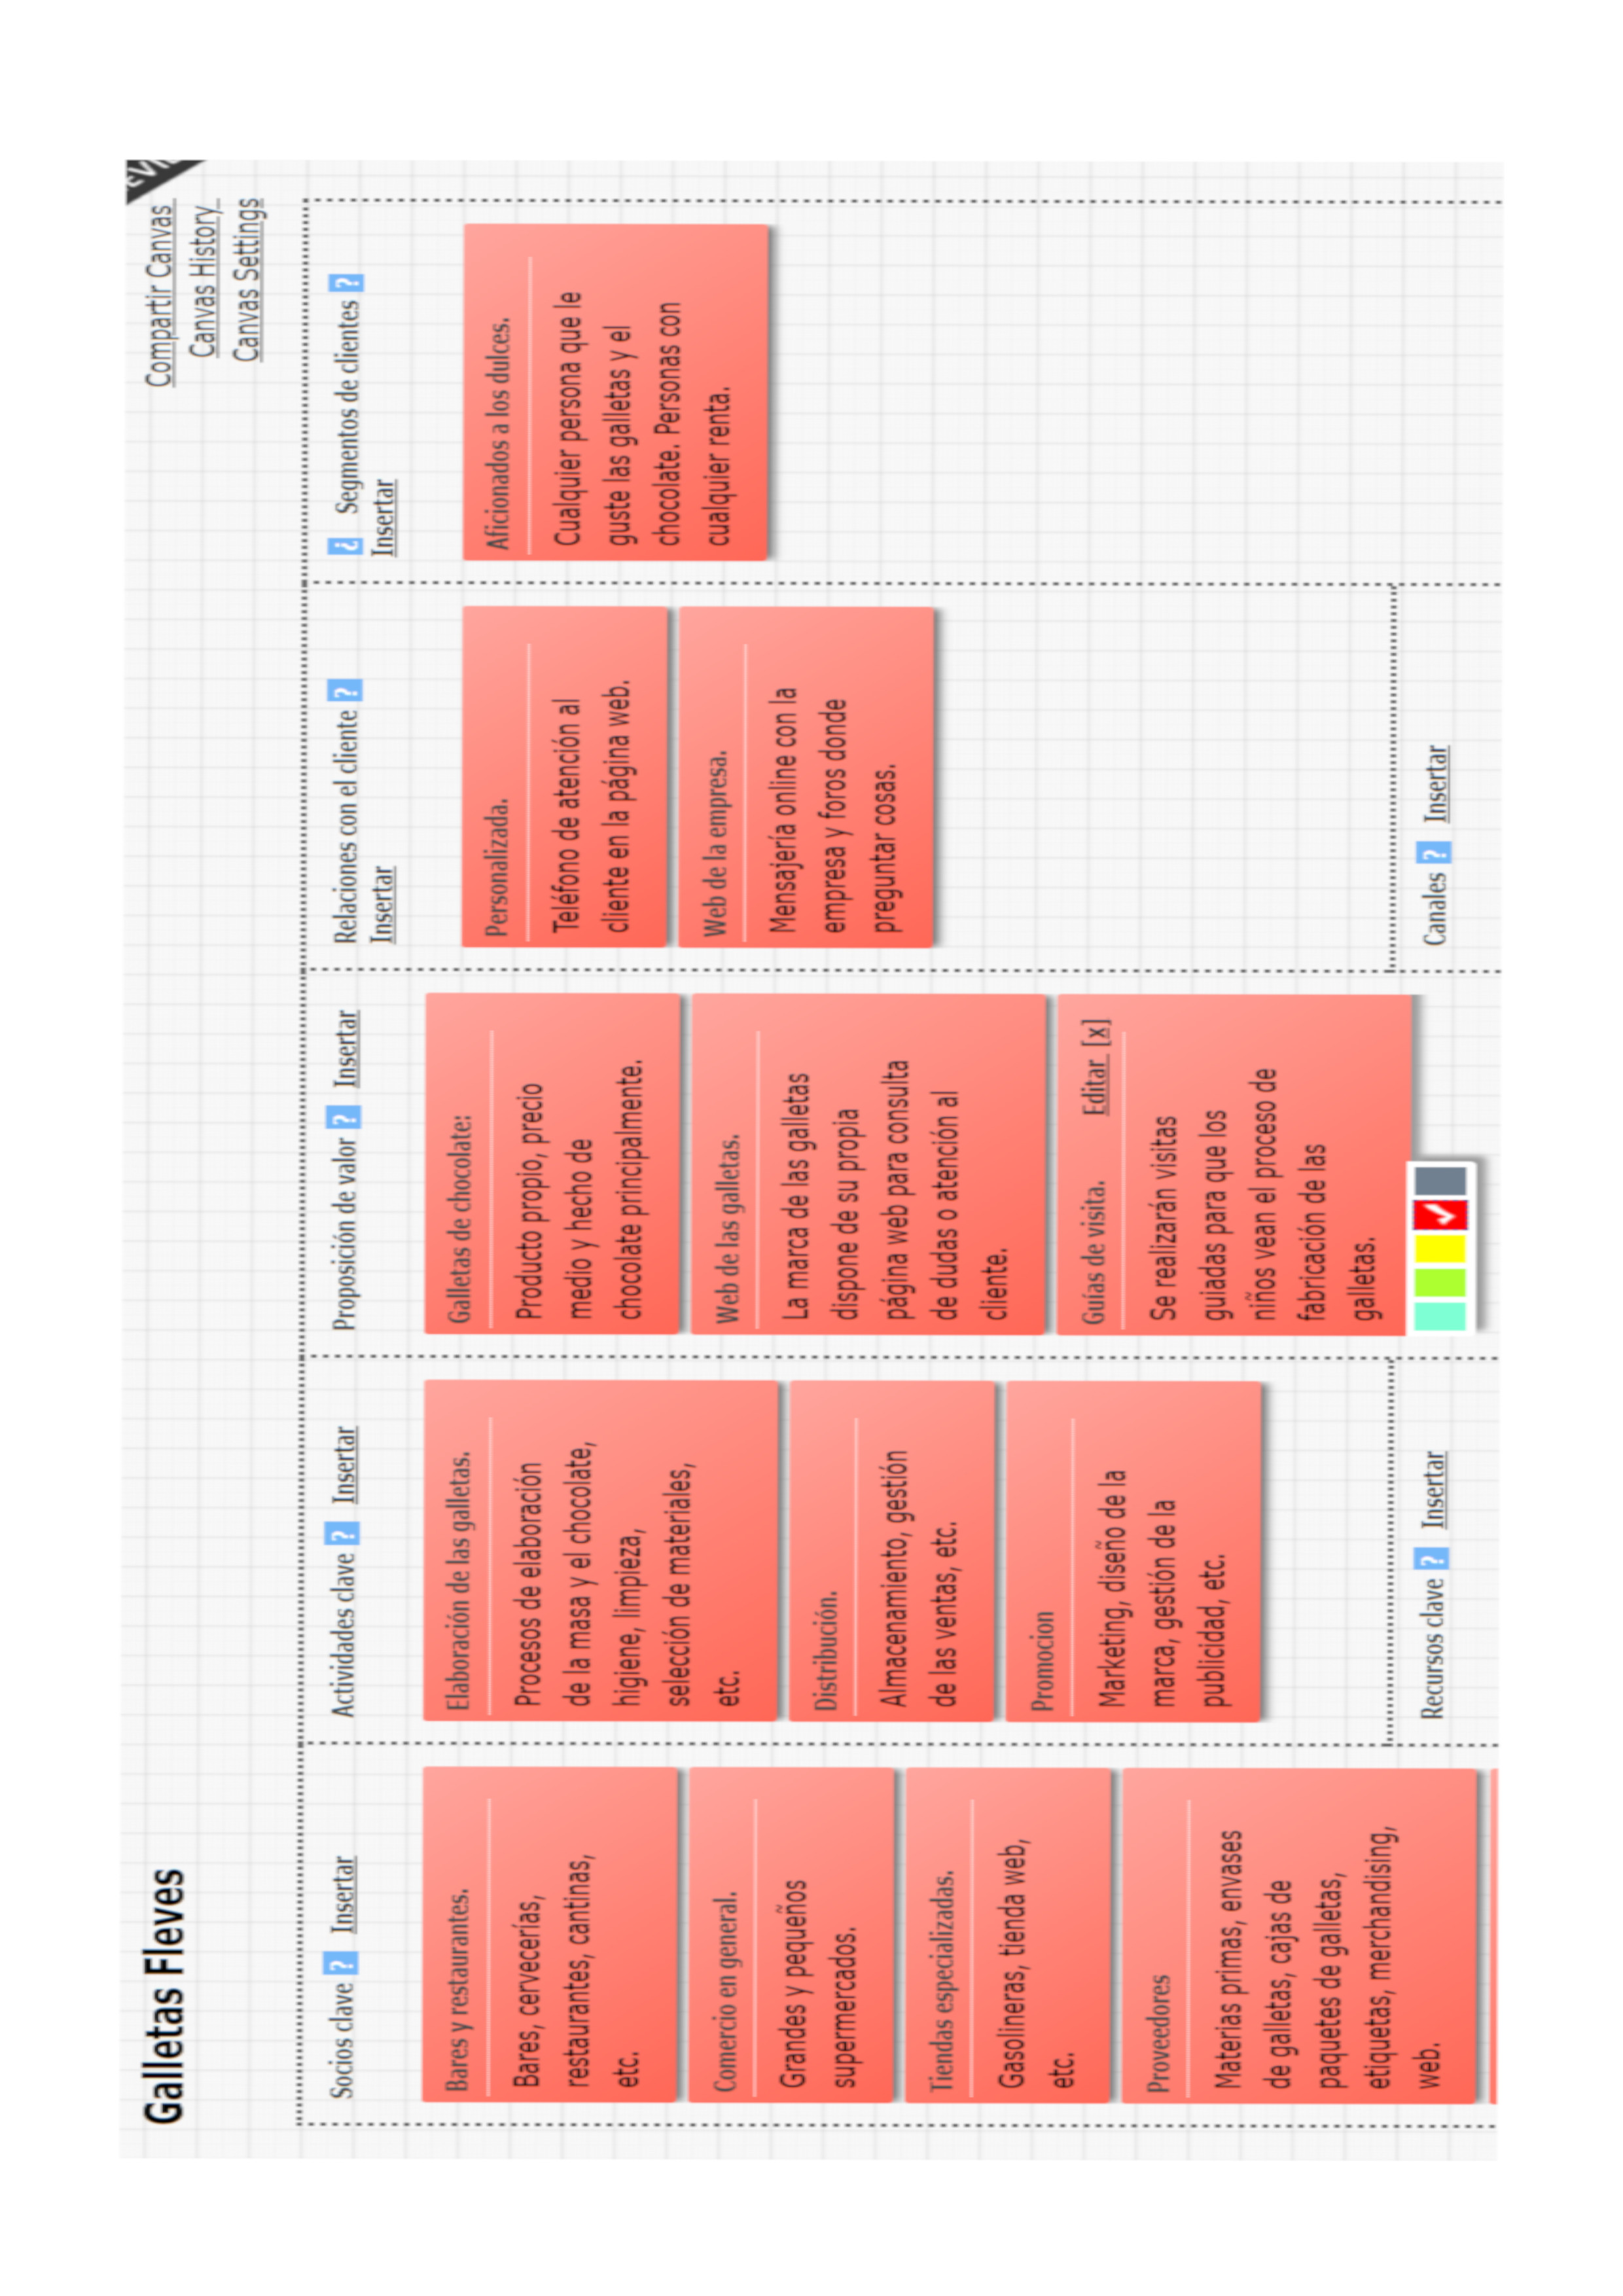 Galletas Fleves
Compartir Canvas
Canvas History
Canvas Settings
Socios clave ? Insertar
Bares y restaurantes.
Bares, cervecerías,
restaurantes, cantinas,
etc.
Comercio en general.
Grandes y pequeños
supermercados.
Tiendas especializadas.
Gasolineras, tienda web,
etc.
Proveedores
Materias primas, envases
de galletas, cajas de
paquetes de galletas,
etiquetas, merchandising,
web.
Actividades clave ? Insertar
Elaboración de las galletas.
Procesos de elaboración
de la masa y el chocolate,
higiene, limpieza,
selección de materiales,
etc.
Distribución.
Almacenamiento, gestión
de las ventas, etc.
Promocion
Marketing, diseño de la
marca, gestión de la
publicidad, etc.
Recursos clave ? Insertar
Proposición de valor ? Insertar
Galletas de chocolate:
Producto propio, precio
medio y hecho de
chocolate principalmente.
Web de las galletas.
La marca de las galletas
dispone de su propia
página web para consulta
de dudas o atención al
cliente.
Guías de visita. Editar [x]
Se realizarán visitas
guiadas para que los
niños vean el proceso de
fabricación de las
galletas.
Relaciones con el cliente ?
Insertar
Personalizada.
Teléfono de atención al
cliente en la página web.
Web de la empresa.
Mensajería online con la
empresa y foros donde
preguntar cosas.
Canales ? Insertar
¿ Segmentos de clientes ?
Insertar
Aficionados a los dulces.
Cualquier persona que le
guste las galletas y el
chocolate. Personas con
cualquier renta.